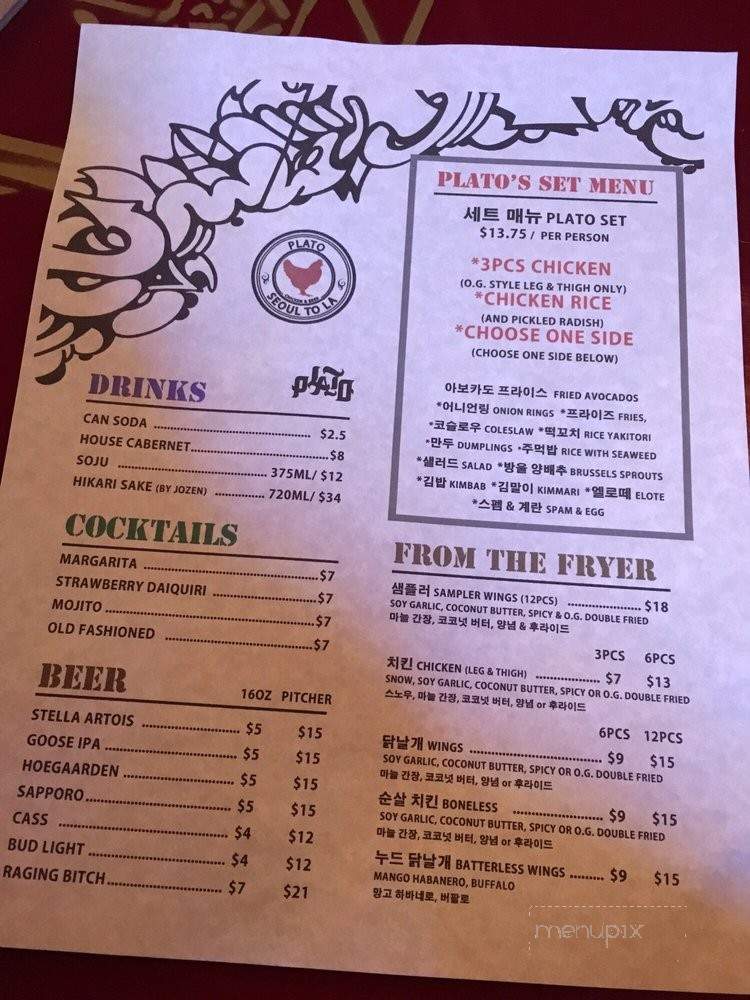 PLATO
CHICKEN & BEER
SEOUL TO LA
DRINKS
PLATO
CAN SODA $2.5
HOUSE CABERNET $8
SOJU 375ML/ $12
HIKARI SAKE (BY JOZEN) 720ML/ $34
COCKTAILS
MARGARITA $7
STRAWBERRY DAIQUIRI $7
MOJITO $7
OLD FASHIONED $7
BEER 16OZ PITCHER
STELLA ARTOIS $5 $15
GOOSE IPA $5 $15
HOEGAARDEN $5 $15
SAPPORO $5 $15
CASS $4 $12
BUD LIGHT $4 $12
RAGING BITCH $7 $21
PLATO'S SET MENU
세트 매뉴 PLATO SET
$13.75 / PER PERSON
*3PCS CHICKEN
(O.G. STYLE LEG & THIGH ONLY)
*CHICKEN RICE
(AND PICKLED RADISH)
*CHOOSE ONE SIDE
(CHOOSE ONE SIDE BELOW)
아보카도 프라이스 FRIED AVOCADOS
*어니언링 ONION RINGS *프라이즈 FRIES,
*코슬로우 COLESLAW *떡꼬치 RICE YAKITORI
*만두 DUMPLINGS *주먹밥 RICE WITH SEAWEED
*샐러드 SALAD *방울 양배추 BRUSSELS SPROUTS
*김밥 KIMBAB *김말이 KIMMARI *엘로떼 ELOTE
*스펨 & 계란 SPAM & EGG
FROM THE FRYER
샘플러 SAMPLER WINGS (12PCS) $18
SOY GARLIC, COCONUT BUTTER, SPICY & O.G. DOUBLE FRIED
마늘 간장, 코코넛 버터, 양념 & 후라이드
3PCS 6PCS
치킨 CHICKEN (LEG & THIGH) $7 $13
SNOW, SOY GARLIC, COCONUT BUTTER, SPICY OR O.G. DOUBLE FRIED
스노우, 마늘 간장, 코코넛 버터, 양념 or 후라이드
6PCS 12PCS
닭날개 WINGS $9 $15
SOY GARLIC, COCONUT BUTTER, SPICY OR O.G. DOUBLE FRIED
마늘 간장, 코코넛 버터, 양념 or 후라이드
순살 치킨 BONELESS $9 $15
SOY GARLIC, COCONUT BUTTER, SPICY OR O.G. DOUBLE FRIED
마늘 간장, 코코넛 버터, 양념 or 후라이드
누드 닭날개 BATTERLESS WINGS $9 $15
MANGO HABANERO, BUFFALO
망고 하바네로, 버팔로
menupix